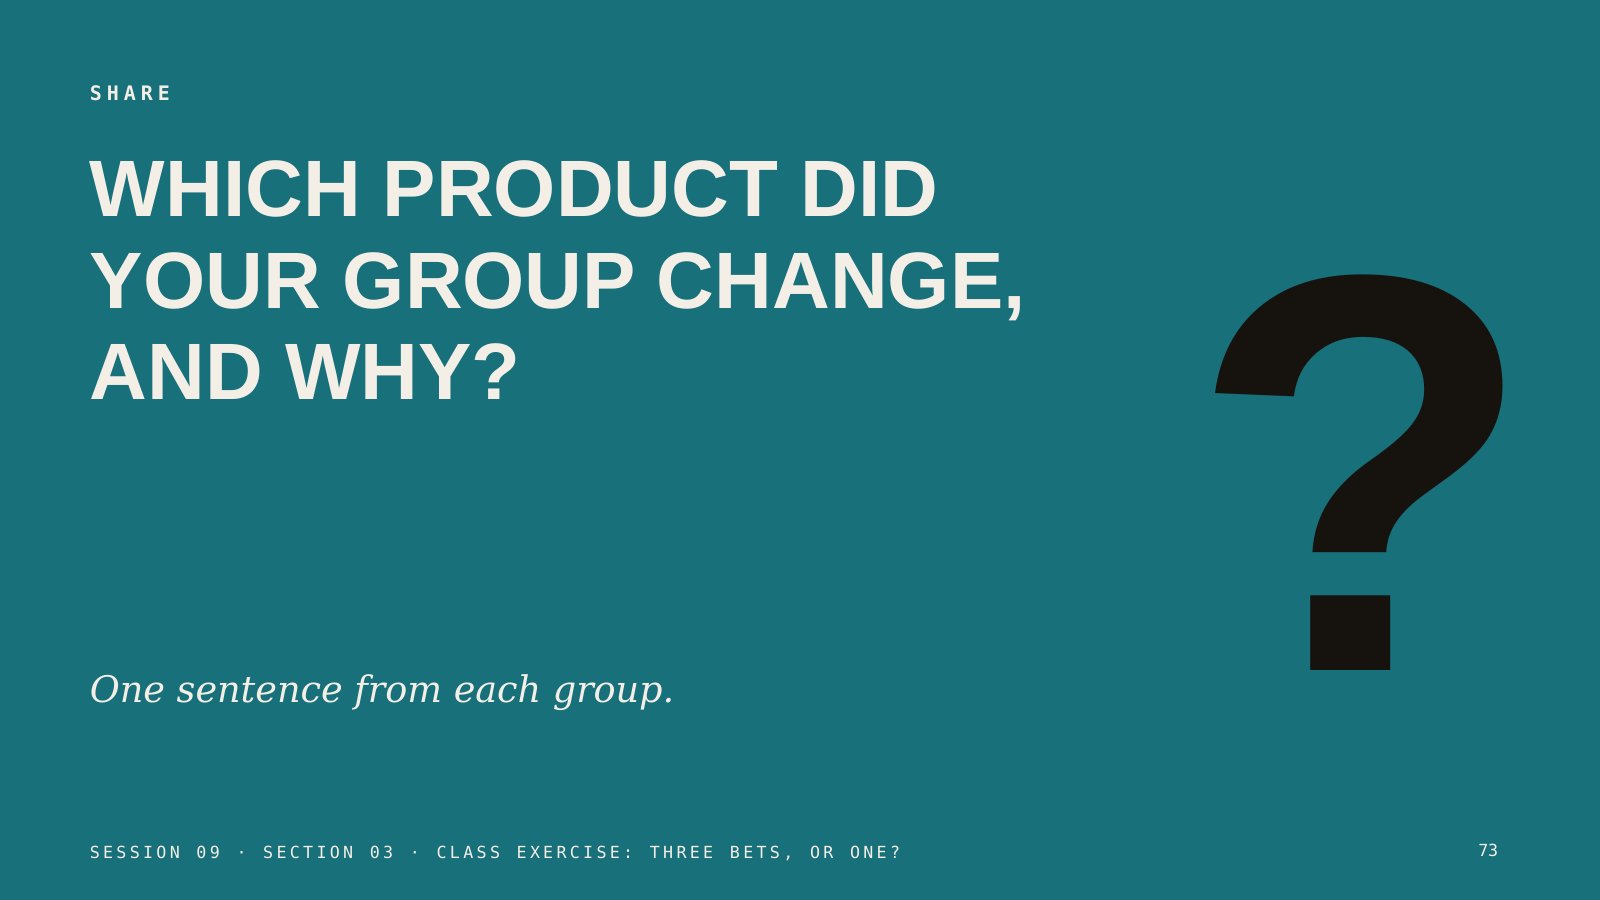 SHARE
WHICH PRODUCT DID
YOUR GROUP CHANGE,
AND WHY?
?
One sentence from each group.
SESSION 09 · SECTION 03 · CLASS EXERCISE: THREE BETS, OR ONE?
73